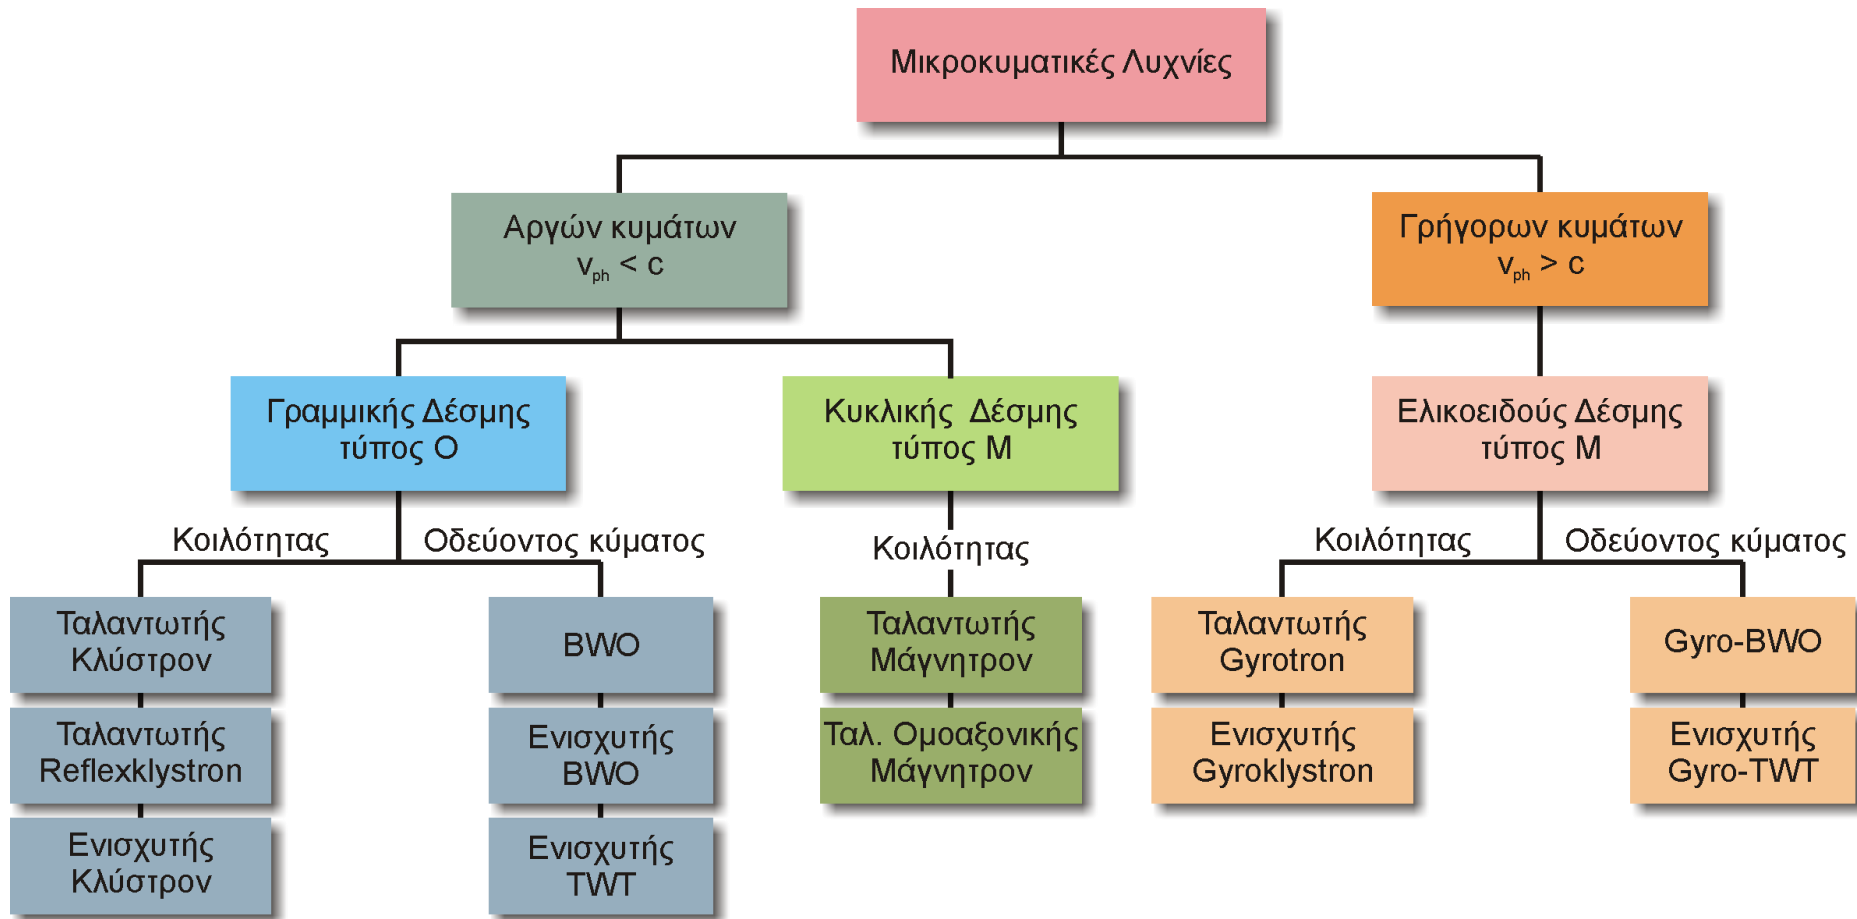 Μικροκυματικές Λυχνίες
Αργών κυμάτων
v_ph < c
Γρήγορων κυμάτων
v_ph > c
Γραμμικής Δέσμης
τύπος Ο
Κυκλικής Δέσμης
τύπος Μ
Ελικοειδούς Δέσμης
τύπος Μ
Κοιλότητας
Οδεύοντος κύματος
Κοιλότητας
Κοιλότητας
Οδεύοντος κύματος
Ταλαντωτής
Κλύστρον
BWO
Ταλαντωτής
Μάγνητρον
Ταλαντωτής
Gyrotron
Gyro-BWO
Ταλαντωτής
Reflexklystron
Ενισχυτής
BWO
Ταλ. Ομοαξονικής
Μάγνητρον
Ενισχυτής
Gyroklystron
Ενισχυτής
Gyro-TWT
Ενισχυτής
Κλύστρον
Ενισχυτής
TWT